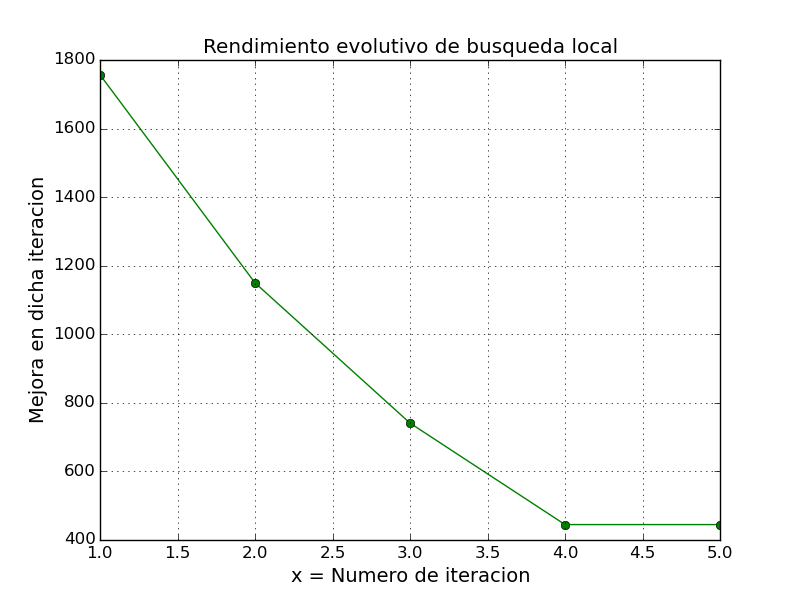 Rendimiento evolutivo de busqueda local
1800
1600
1400
1200
1000
800
600
400
Mejora en dicha iteracion
1.0 1.5 2.0 2.5 3.0 3.5 4.0 4.5 5.0
x = Numero de iteracion